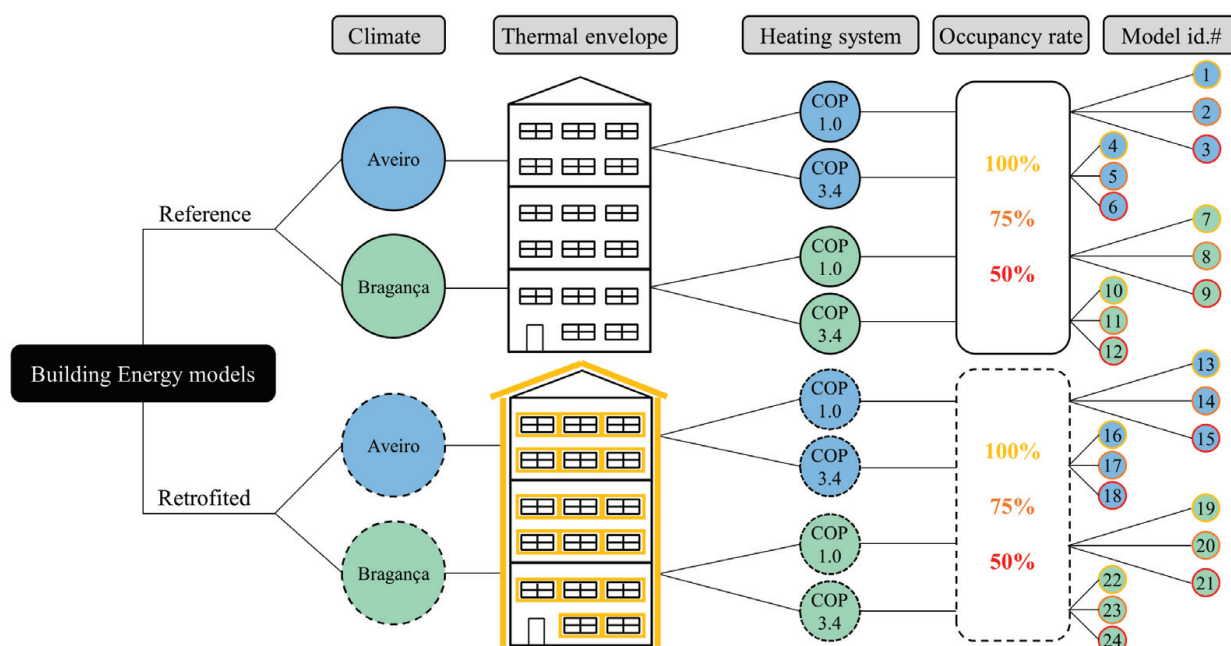 Climate
Thermal envelope
Heating system
Occupancy rate
Model id.#
Building Energy models
Reference
Aveiro
Bragança
COP
1.0
COP
3.4
COP
1.0
COP
3.4
100%
75%
50%
1
2
3
4
5
6
7
8
9
10
11
12
Retrofited
Aveiro
Bragança
COP
1.0
COP
3.4
COP
1.0
COP
3.4
100%
75%
50%
13
14
15
16
17
18
19
20
21
22
23
24